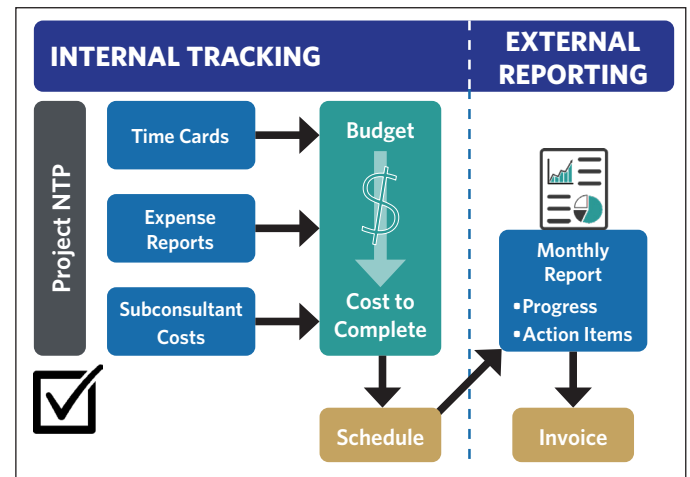 INTERNAL TRACKING
EXTERNAL
REPORTING
Project NTP
Time Cards
Expense
Reports
Subconsultant
Costs
Budget
$
Cost to
Complete
Schedule
Monthly
Report
▪Progress
▪Action Items
Invoice